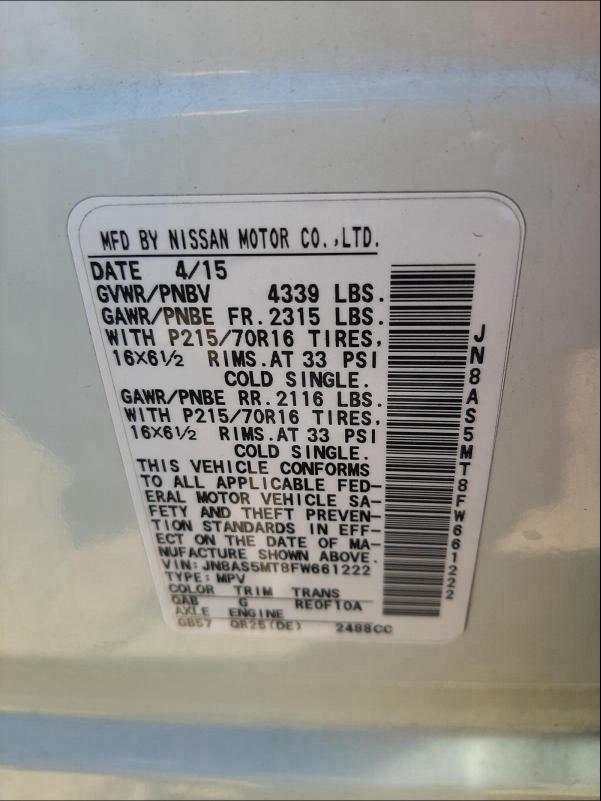 MFD BY NISSAN MOTOR CO.,LTD.
DATE 4/15
GVWR/PNBV 4339 LBS.
GAWR/PNBE FR.2315 LBS.
WITH P215/70R16 TIRES,
16X6½ RIMS.AT 33 PSI
COLD SINGLE.
GAWR/PNBE RR.2116 LBS.
WITH P215/70R16 TIRES,
16X6½ RIMS.AT 33 PSI
COLD SINGLE.
THIS VEHICLE CONFORMS
TO ALL APPLICABLE FED-
ERAL MOTOR VEHICLE SA-
FETY AND THEFT PREVEN-
TION STANDARDS IN EFF-
ECT ON THE DATE OF MA-
NUFACTURE SHOWN ABOVE.
VIN: JN8AS5MT8FW661222
TYPE: MPV
COLOR TRIM TRANS
QAB G RE0F10A
AXLE ENGINE
GB57 QR25(DE) 2488CC
JN8AS5MT8FW661222